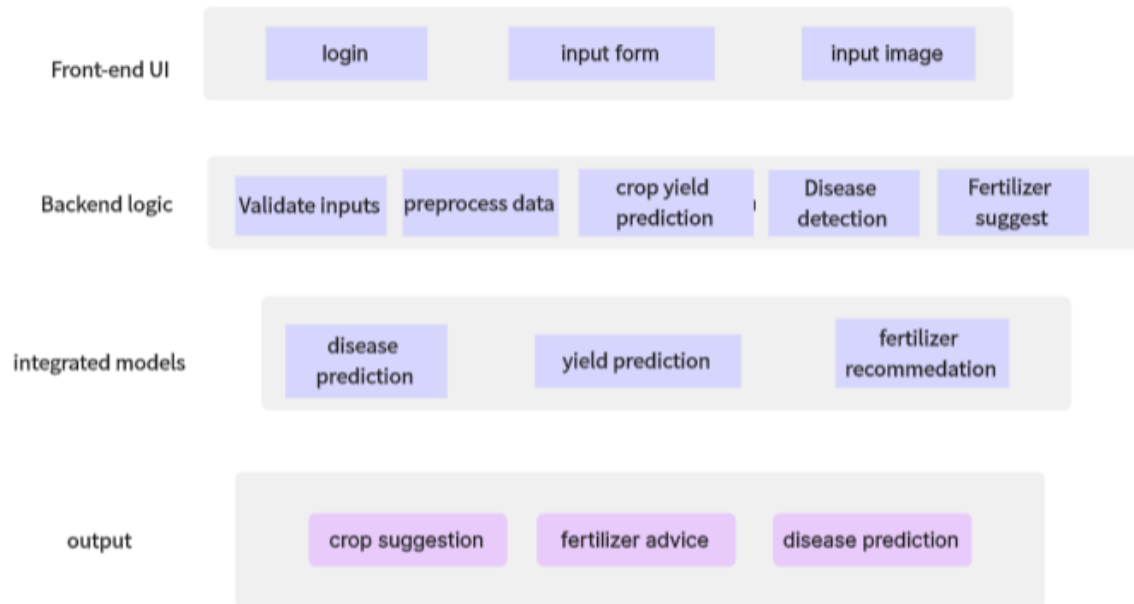 Front-end UI
login
input form
input image
Backend logic
Validate inputs
preprocess data
crop yield
prediction
Disease
detection
Fertilizer
suggest
integrated models
disease
prediction
yield prediction
fertilizer
recommedation
output
crop suggestion
fertilizer advice
disease prediction